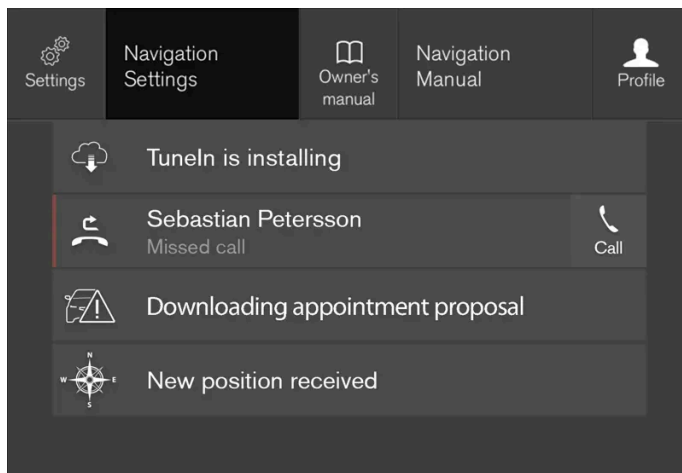 Settings
Navigation
Settings
Owner's
manual
Navigation
Manual
Profile
TuneIn is installing
Sebastian Petersson
Missed call
Call
Downloading appointment proposal
N
W
E
S
New position received